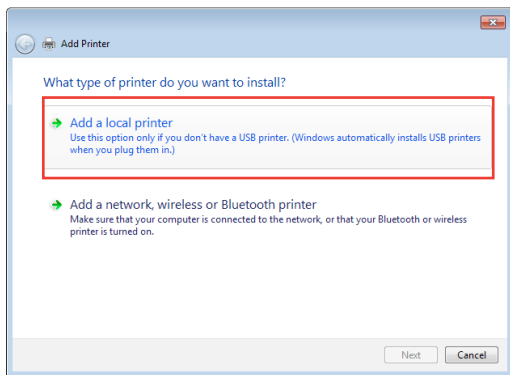 Add Printer
What type of printer do you want to install?
Add a local printer
Use this option only if you don't have a USB printer. (Windows automatically installs USB printers
when you plug them in.)
Add a network, wireless or Bluetooth printer
Make sure that your computer is connected to the network, or that your Bluetooth or wireless
printer is turned on.
Next Cancel